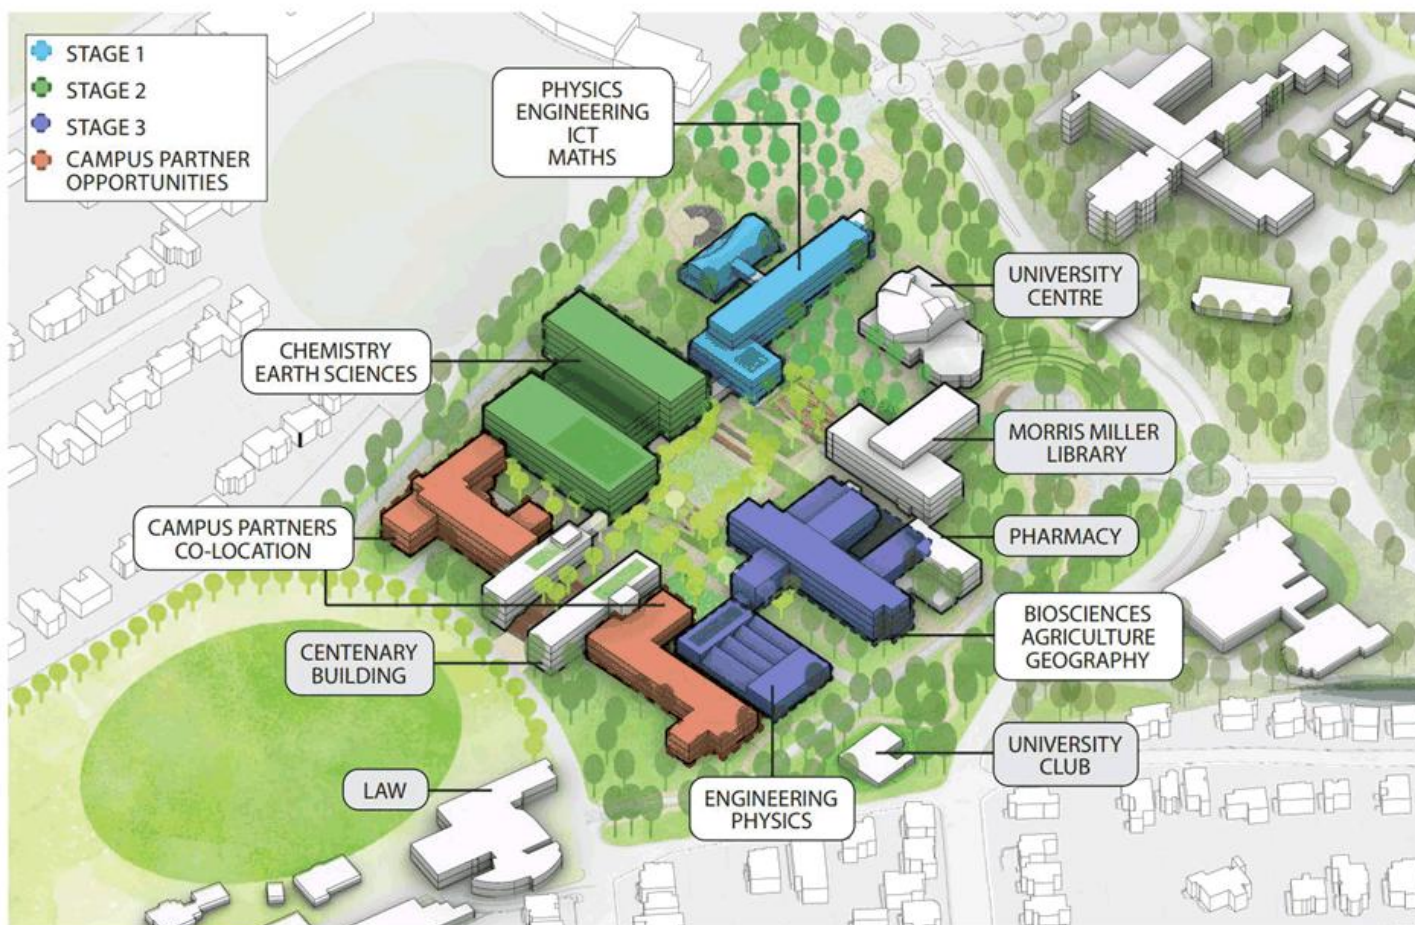 STAGE 1
STAGE 2
STAGE 3
CAMPUS PARTNER
OPPORTUNITIES
PHYSICS
ENGINEERING
ICT
MATHS
UNIVERSITY
CENTRE
CHEMISTRY
EARTH SCIENCES
MORRIS MILLER
LIBRARY
CAMPUS PARTNERS
CO-LOCATION
PHARMACY
BIOSCIENCES
AGRICULTURE
GEOGRAPHY
CENTENARY
BUILDING
UNIVERSITY
CLUB
LAW
ENGINEERING
PHYSICS